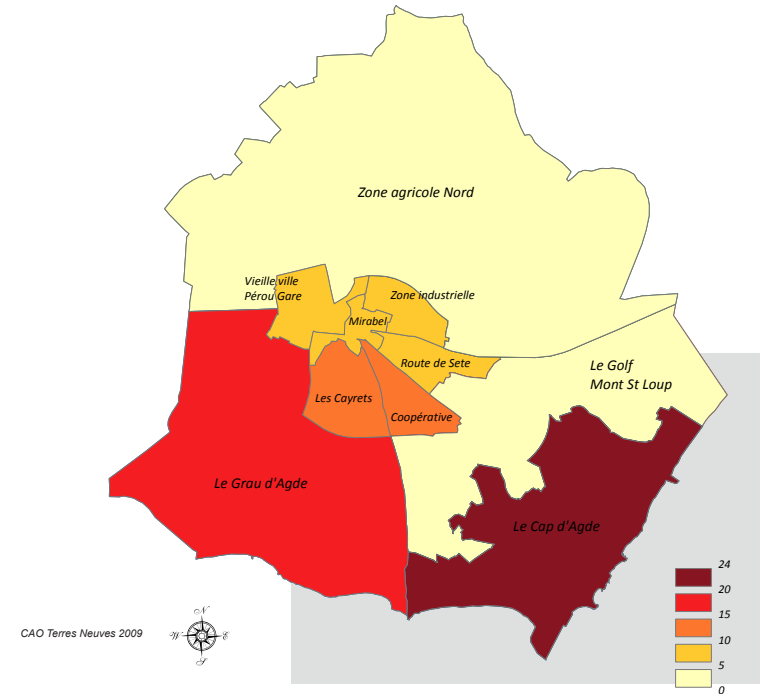 Zone agricole Nord
Vieille ville
Pérou Gare
Zone industrielle
Mirabel
Route de Sete
Le Golf
Mont St Loup
Les Cayrets
Coopérative
Le Grau d'Agde
Le Cap d'Agde
24
20
15
10
5
0
CAO Terres Neuves 2009
N
W
E
S